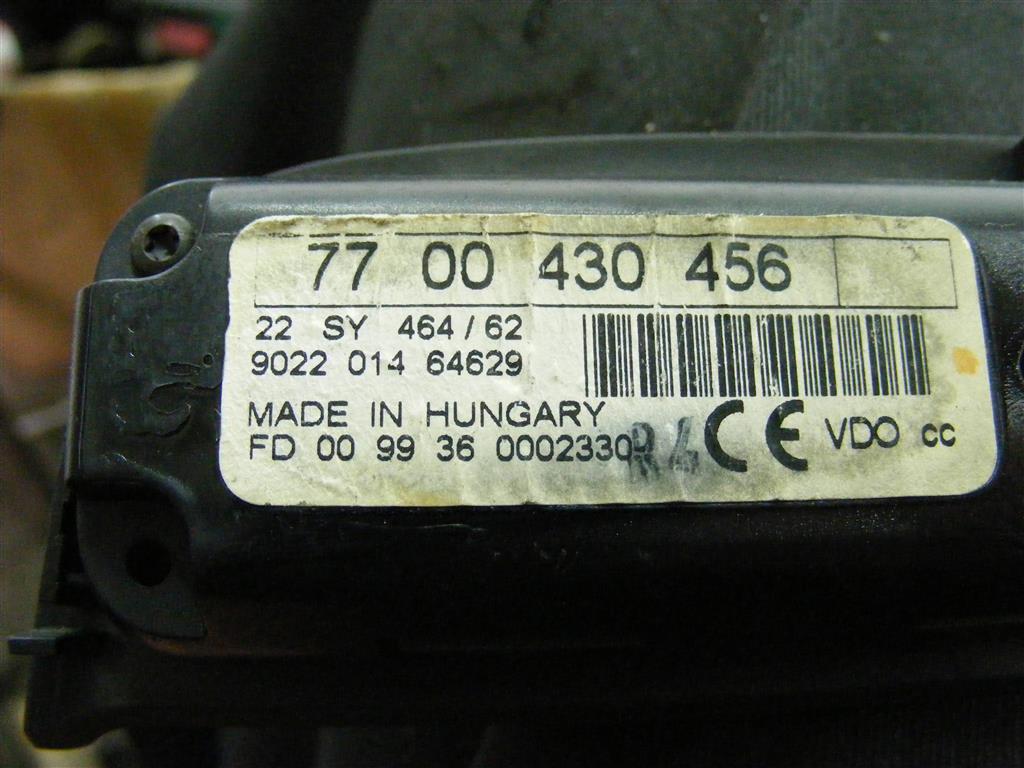 77 00 430 456
22 SY 464 / 62
9022 014 64629
MADE IN HUNGARY
FD 00 99 36 0002330 R4 CE VDO cc